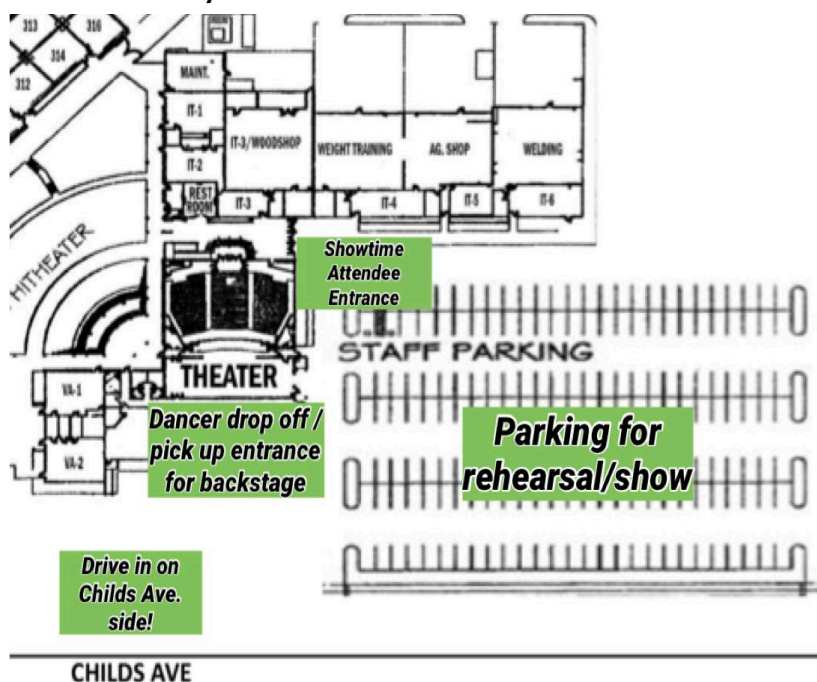 313
316
312
314
MAINT.
IT-1
IT-2
REST
ROOM
IT-3/WOODSHOP
IT-3
WEIGHT TRAINING
IT-4
AG. SHOP
IT-5
WELDING
IT-6
HITHEATER
Showtime
Attendee
Entrance
STAFF PARKING
THEATER
VA-1
VA-2
Dancer drop off /
pick up entrance
for backstage
Parking for
rehearsal/show
Drive in on
Childs Ave.
side!
CHILDS AVE